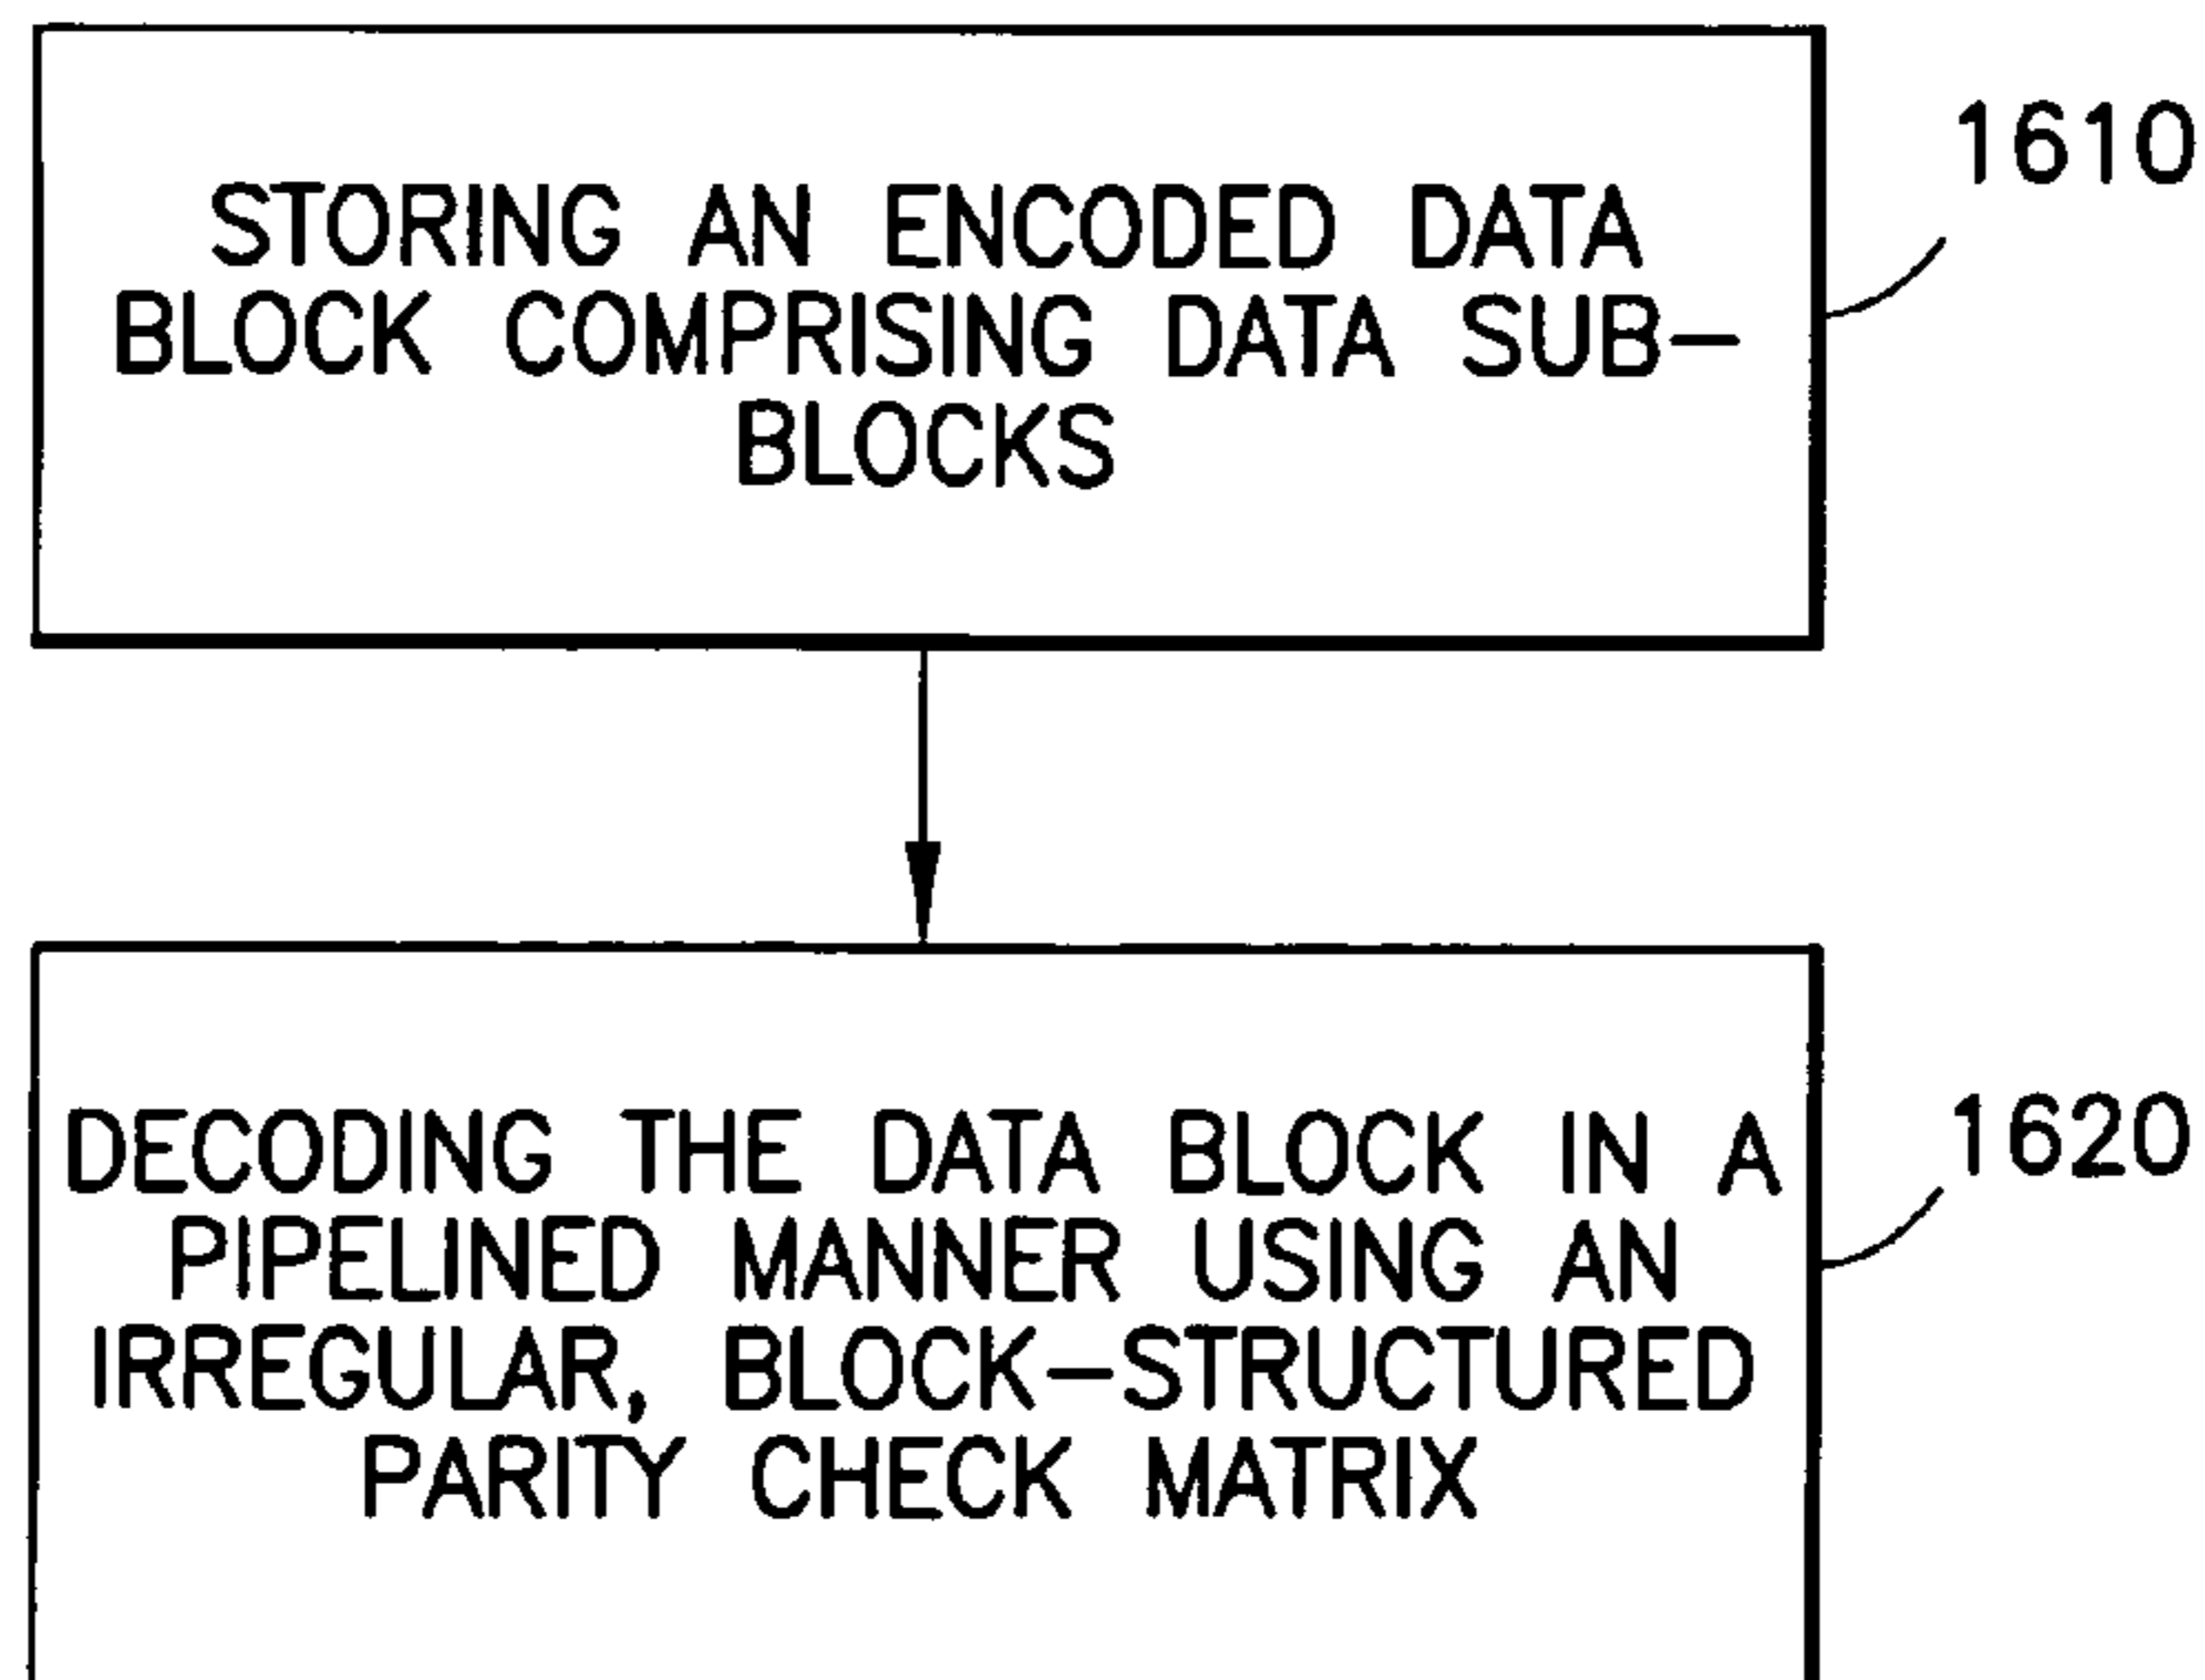 1610
STORING AN ENCODED DATA
BLOCK COMPRISING DATA SUB-
BLOCKS
1620
DECODING THE DATA BLOCK IN A
PIPELINED MANNER USING AN
IRREGULAR, BLOCK-STRUCTURED
PARITY CHECK MATRIX